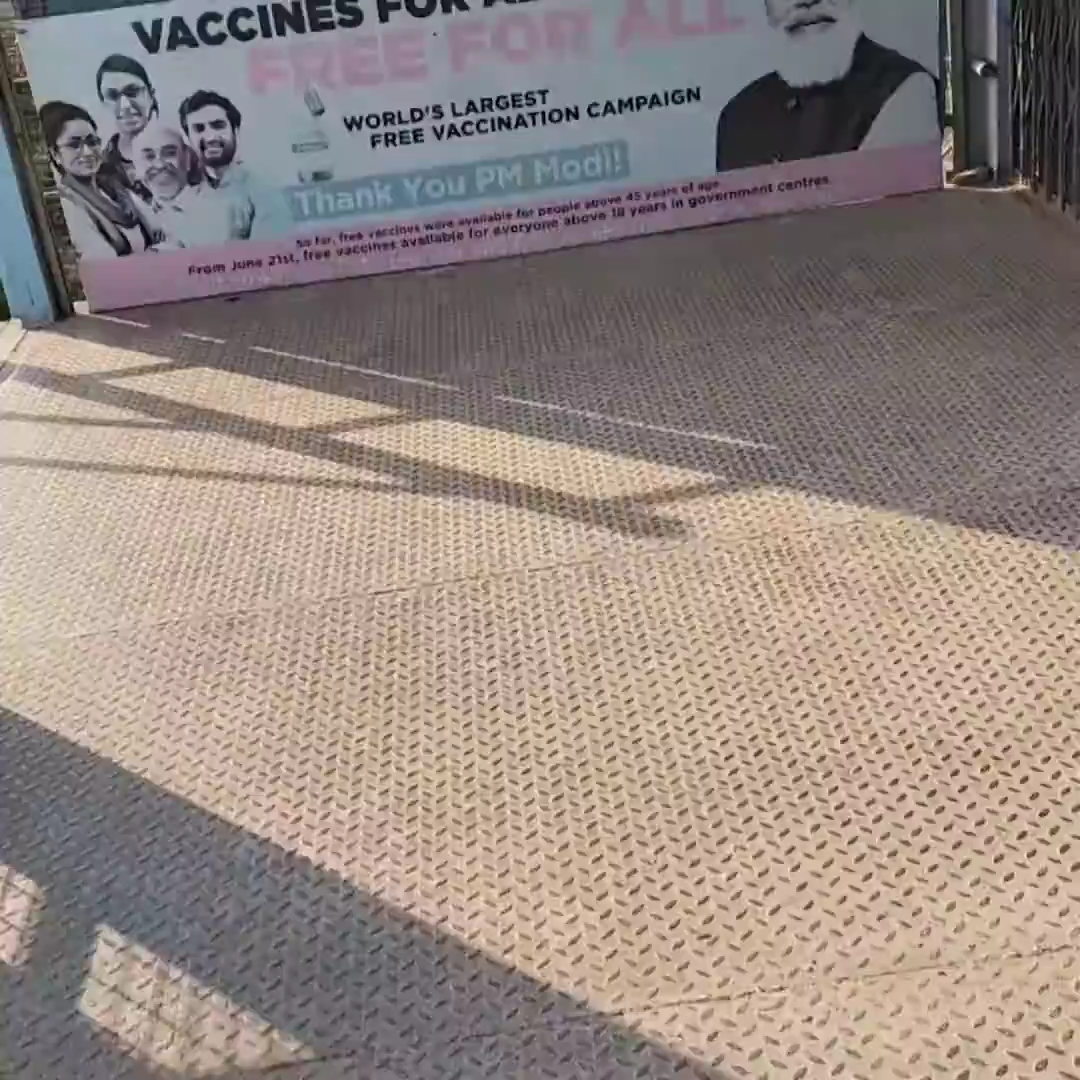 VACCINES FOR
FREE FOR ALL
WORLD'S LARGEST
FREE VACCINATION CAMPAIGN
Thank You PM Modi!
So far, free vaccines were available for people above 45 years of age
From June 21st, free vaccines available for everyone above 18 years in government centres